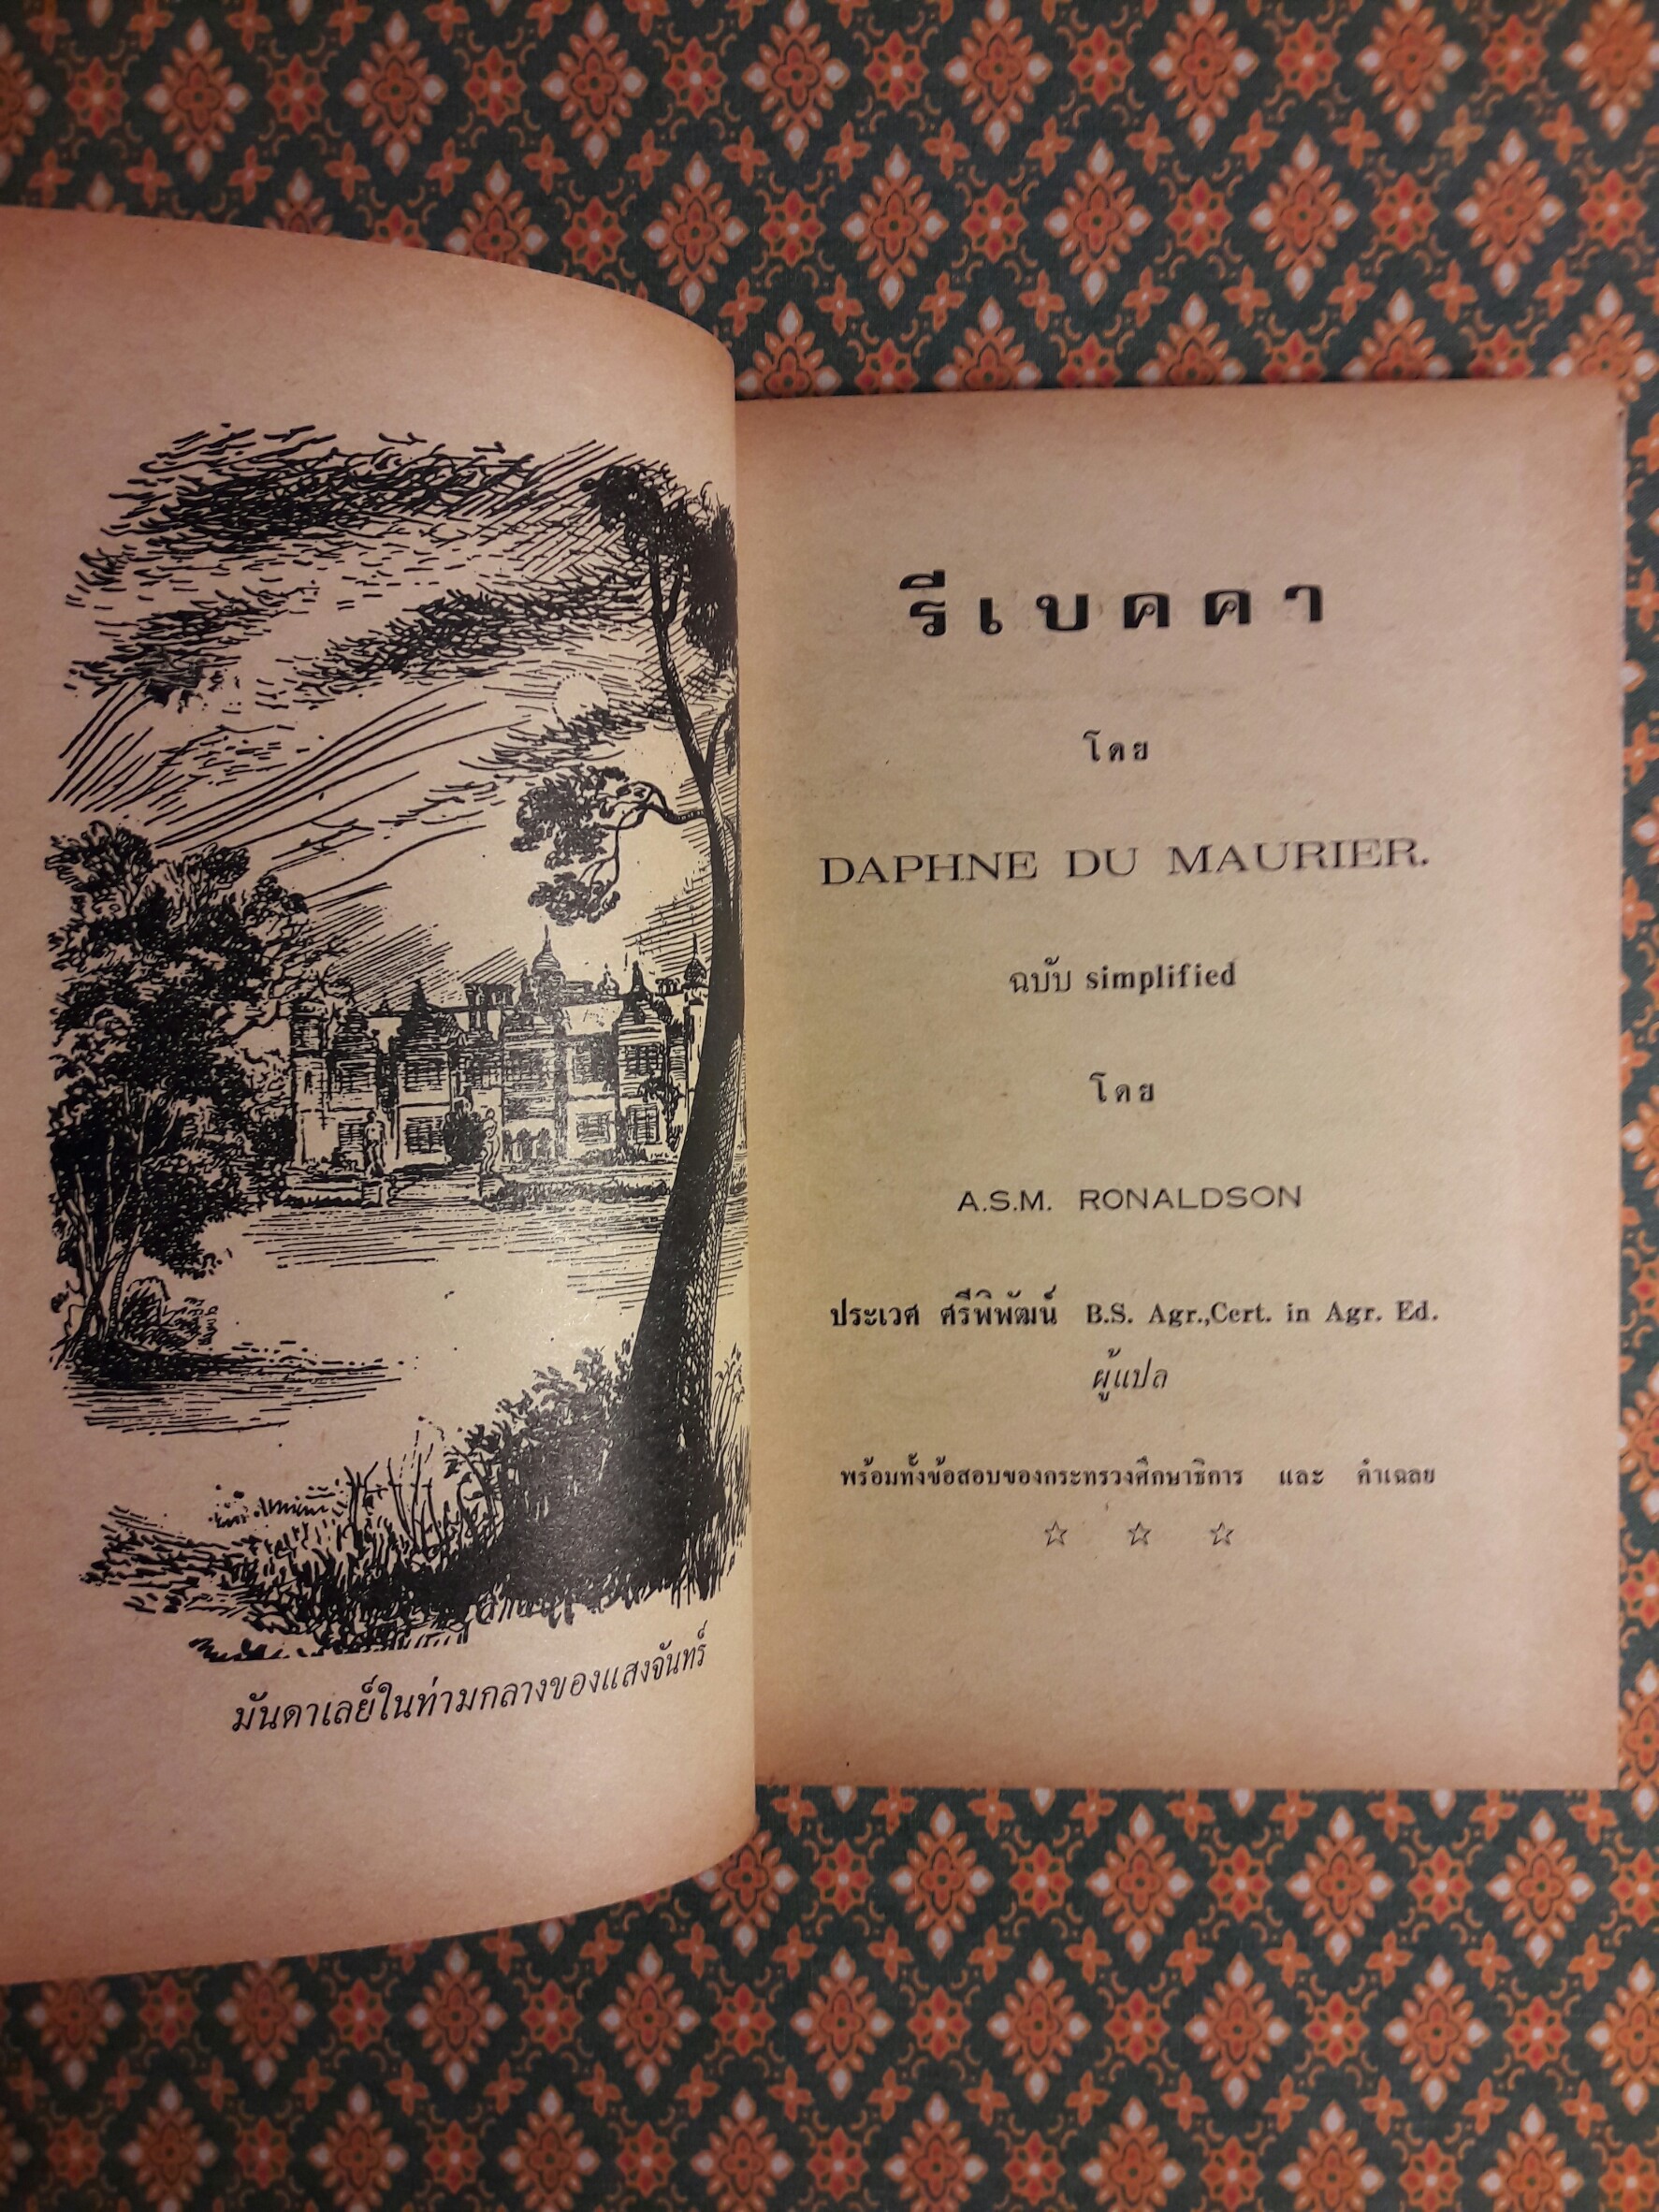 มันดาเลย์ในท่ามกลางของแสงจันทร์
รีเบคคา
โดย
DAPHNE DU MAURIER.
ฉบับ simplified
โดย
A.S.M. RONALDSON
ประเวศ ศรีพิพัฒน์ B.S. Agr.,Cert. in Agr. Ed.
ผู้แปล
พร้อมทั้งข้อสอบของกระทรวงศึกษาธิการ และ คำเฉลย